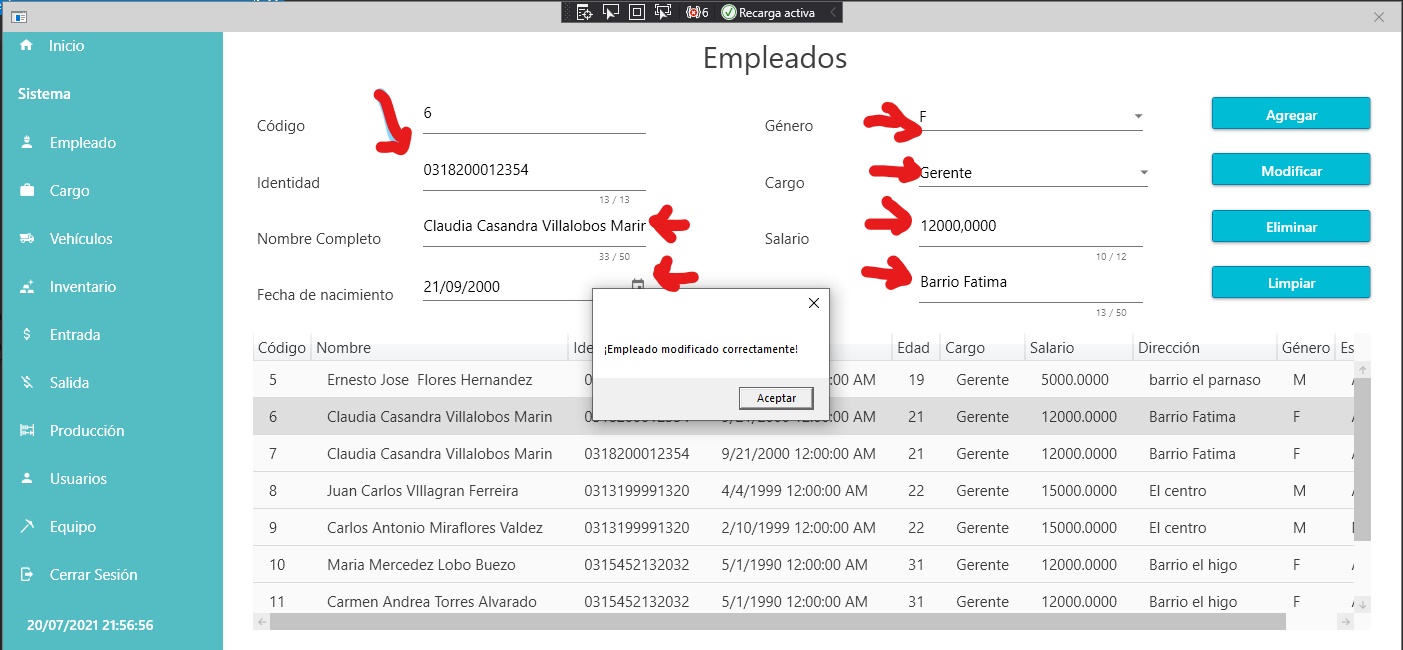 6 Recarga activa
Inicio
Sistema
Empleado
Cargo
Vehículos
Inventario
Entrada
Salida
Producción
Usuarios
Equipo
Cerrar Sesión
20/07/2021 21:56:56
Empleados
Código 6
Identidad 0318200012354
13 / 13
Nombre Completo Claudia Casandra Villalobos Marin
33 / 50
Fecha de nacimiento 21/09/2000
Género F
Cargo Gerente
Salario 12000,0000
10 / 12
Barrio Fatima
13 / 50
Agregar
Modificar
Eliminar
Limpiar
¡Empleado modificado correctamente!
Aceptar
Código Nombre Ide Edad Cargo Salario Dirección Género Es
5 Ernesto Jose  Flores Hernandez 0 :00 AM 19 Gerente 5000.0000 barrio el parnaso M
6 Claudia Casandra Villalobos Marin 0318200012354 9/21/2000 12:00:00 AM 21 Gerente 12000.0000 Barrio Fatima F
7 Claudia Casandra Villalobos Marin 0318200012354 9/21/2000 12:00:00 AM 21 Gerente 12000.0000 Barrio Fatima F
8 Juan Carlos VIllagran Ferreira 0313199991320 4/4/1999 12:00:00 AM 22 Gerente 15000.0000 El centro M
9 Carlos Antonio Miraflores Valdez 0313199991320 2/10/1999 12:00:00 AM 22 Gerente 15000.0000 El centro M
10 Maria Mercedez Lobo Buezo 0315452132032 5/1/1990 12:00:00 AM 31 Gerente 12000.0000 Barrio el higo F
11 Carmen Andrea Torres Alvarado 0315452132032 5/1/1990 12:00:00 AM 31 Gerente 12000.0000 Barrio el higo F